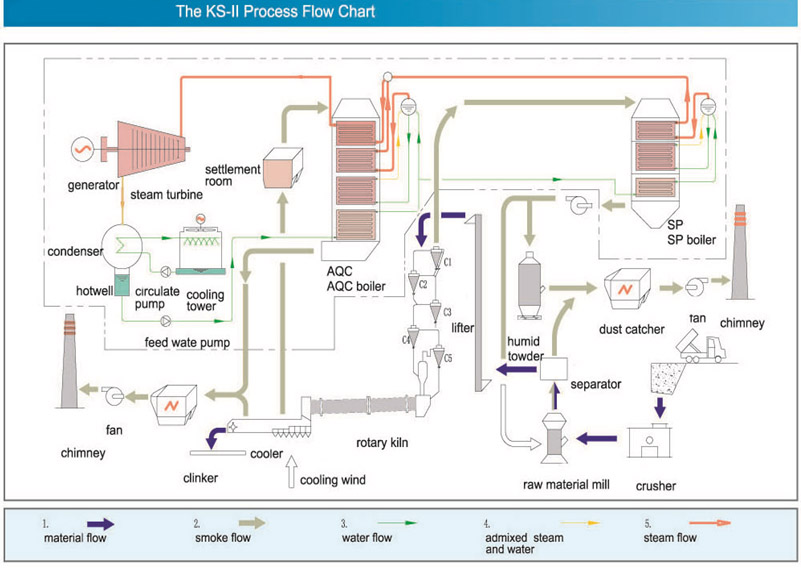 The KS-II Process Flow Chart
settlement
room
generator
steam turbine
condenser
hotwell
circulate
pump
cooling
tower
feed wate pump
AQC
AQC boiler
SP
SP boiler
C1
C2
C3
C4
C5
lifter
humid
towder
dust catcher
tan
chimney
separator
fan
chimney
cooler
clinker
cooling wind
rotary kiln
raw material mill
crusher
1.
material flow
2.
smoke flow
3.
water flow
4.
admixed steam
and water
5.
steam flow